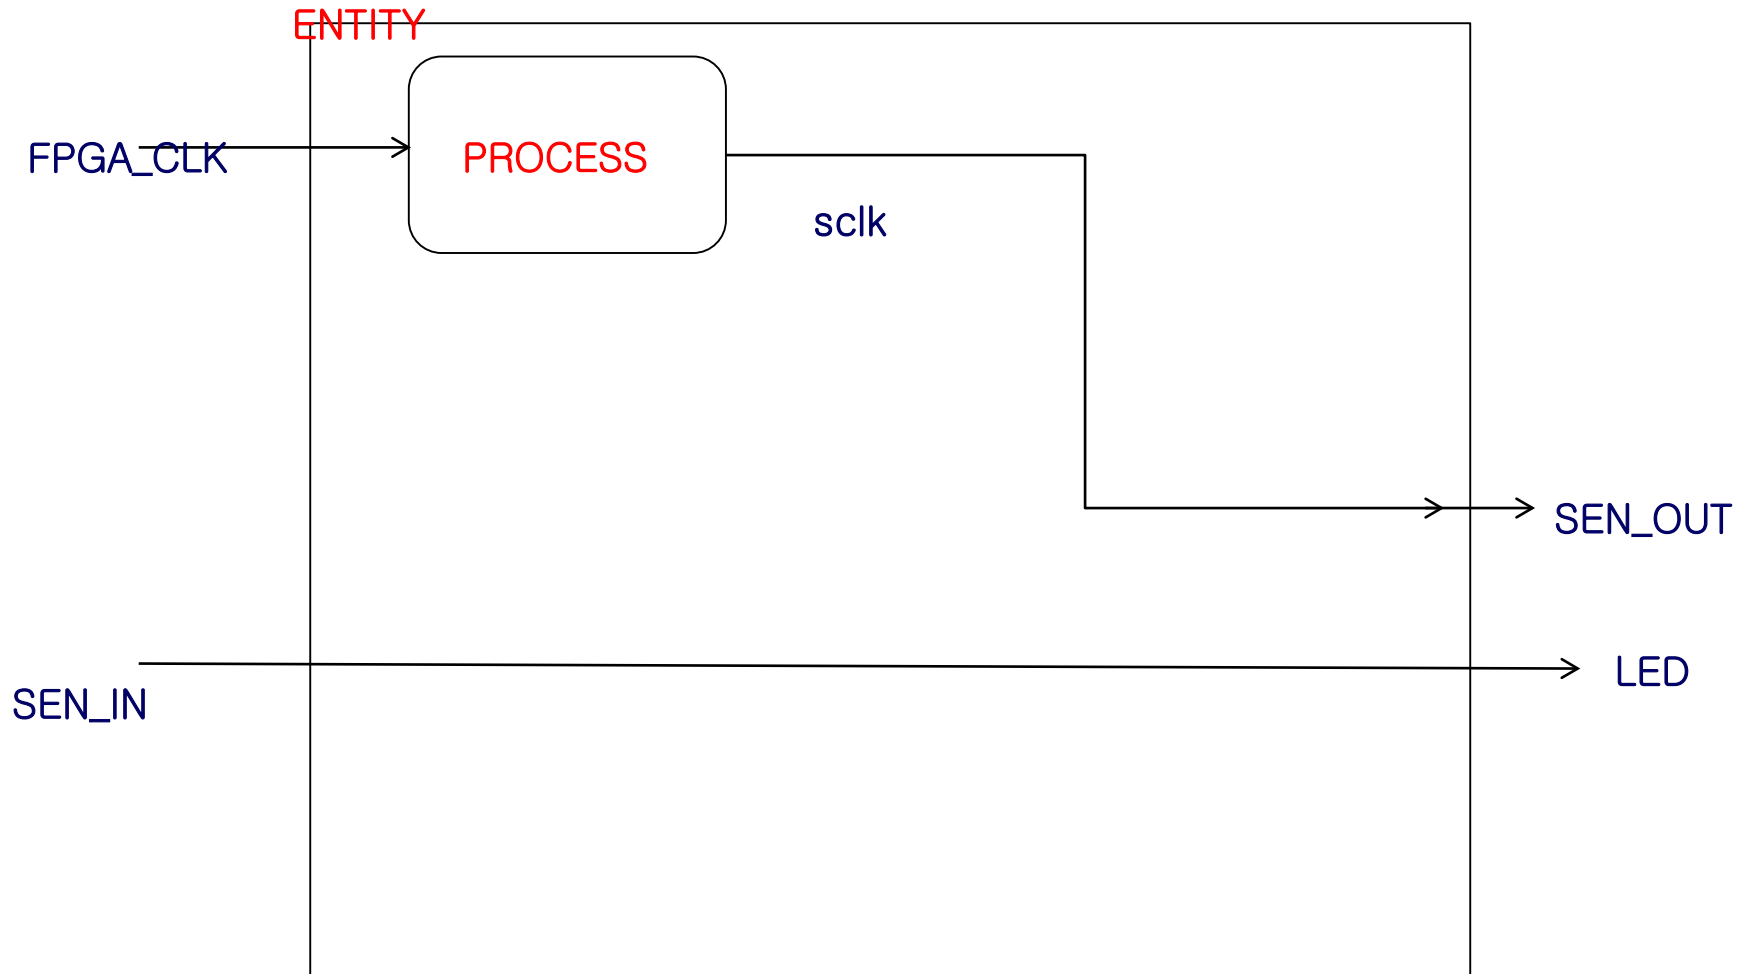 ENTITY
FPGA_CLK
PROCESS
sclk
SEN_OUT
LED
SEN_IN